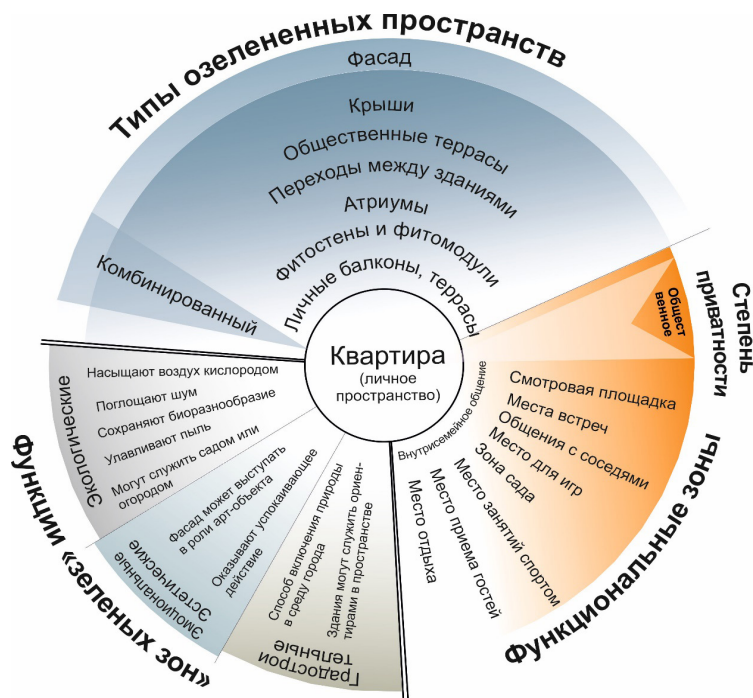 Типы озелененных пространств
Фасад
Крыши
Общественные террасы
Переходы между зданиями
Атриумы
Фитостены и фитомодули
Личные балконы, террасы
Комбинированный
Квартира
(личное
пространство)
Степень
приватности
Общест
венное
Функциональные зоны
Смотровая площадка
Места встреч
Общения с соседями
Место для игр
Зона сада
Место занятий спортом
Место приема гостей
Место отдыха
Внутрисемейное общение
Функции «зеленых зон»
Экологические
Насыщают воздух кислородом
Поглощают шум
Сохраняют биоразнообразие
Улавливают пыль
Могут служить садом или
огородом
Эмоциональные
Эстетические
Фасад может выступать
в роли арт-объекта
Оказывают успокаивающее
действие
Градострои
тельные
Способ включения природы
в среду города
Здания могут служить ориен-
тирами в пространстве